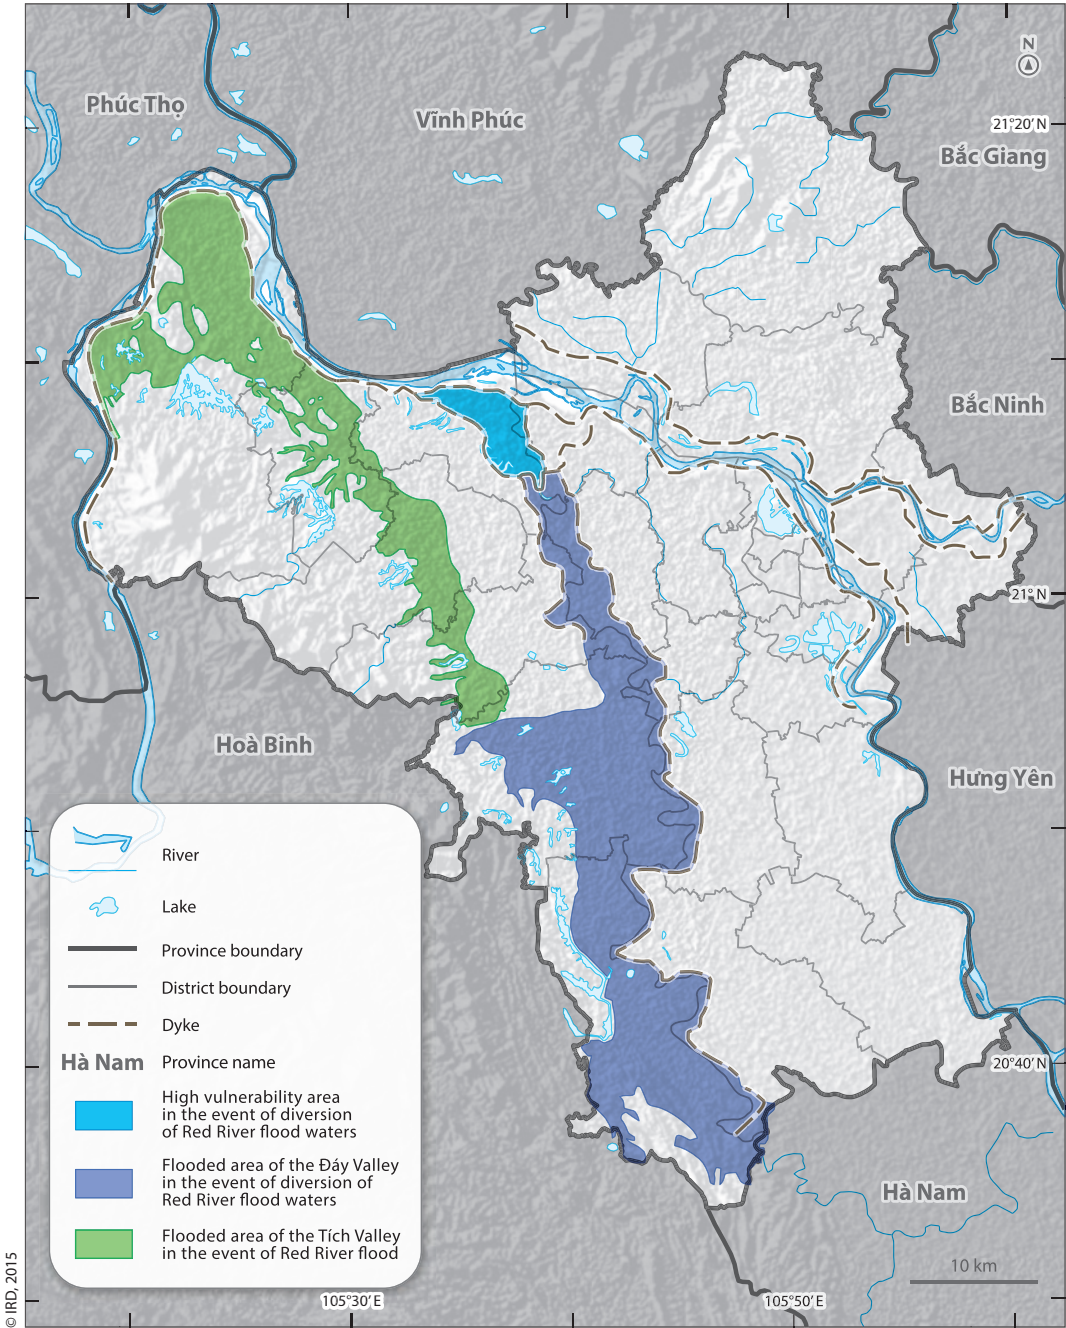 N
Phúc Thọ
Vĩnh Phúc
21°20' N
Bắc Giang
Bắc Ninh
21° N
Hoà Binh
Hưng Yên
River
Lake
Province boundary
District boundary
Dyke
Hà Nam Province name
High vulnerability area
in the event of diversion
of Red River flood waters
Flooded area of the Đáy Valley
in the event of diversion of
Red River flood waters
Flooded area of the Tích Valley
in the event of Red River flood
20°40' N
Hà Nam
10 km
105°30' E
105°50' E
© IRD, 2015